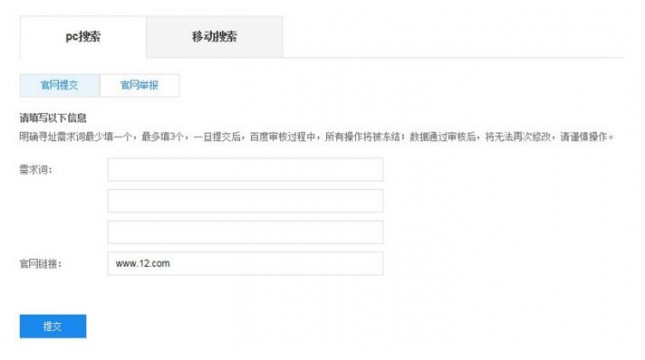 pc搜索 移动搜索
官网提交 官网举报
请填写以下信息
明确寻址需求词最少填一个，最多填3个，一旦提交后，百度审核过程中，所有操作将被冻结；数据通过审核后，将无法再次修改，请谨慎操作。
需求词：
官网链接： www.12.com
提交